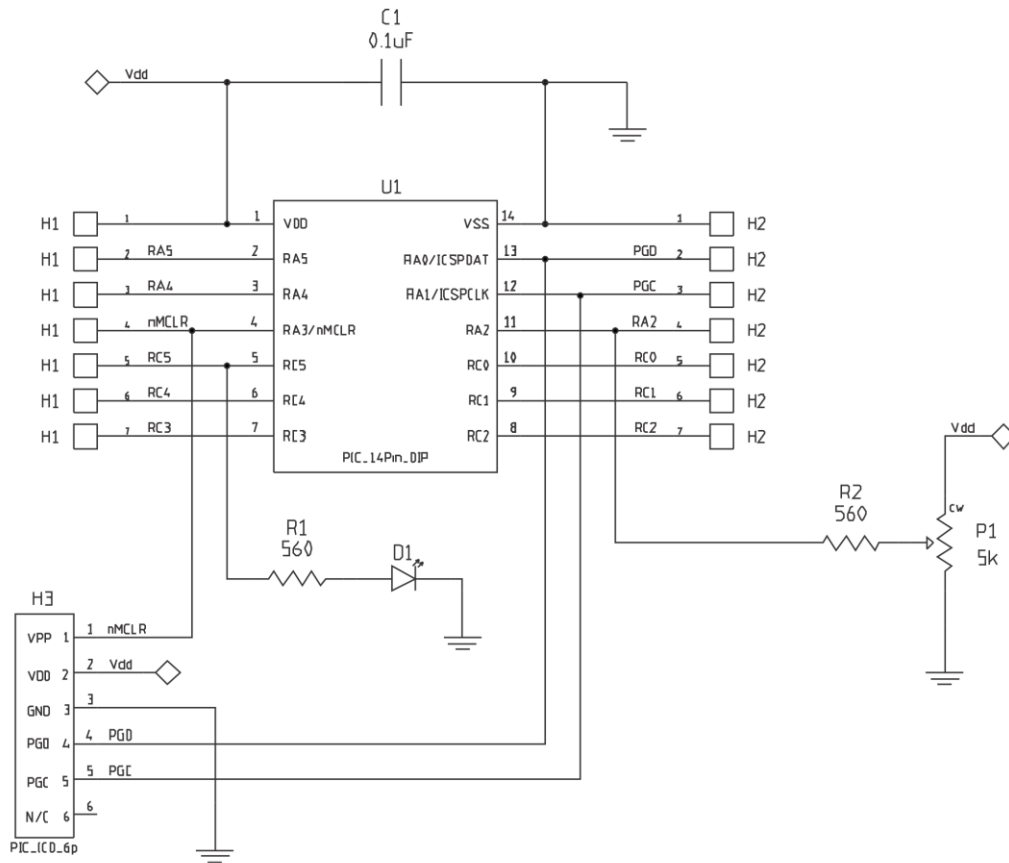 C1
0.1uF
Vdd
U1
H1 1 1 VDD VSS 14 1 H2
H1 2 RA5 2 RA5 RA0/ICSPDAT 13 PGD 2 H2
H1 3 RA4 3 RA4 RA1/ICSPCLK 12 PGC 3 H2
H1 4 nMCLR 4 RA3/nMCLR RA2 11 RA2 4 H2
H1 5 RC5 5 RC5 RC0 10 RC0 5 H2
H1 6 RC4 6 RC4 RC1 9 RC1 6 H2
H1 7 RC3 7 RC3 RC2 8 RC2 7 H2
PIC_14Pin_DIP
Vdd
R2
560
cw
P1
5k
R1
560
D1
H3
VPP 1 1 nMCLR
VDD 2 2 Vdd
GND 3 3
PGD 4 4 PGD
PGC 5 5 PGC
N/C 6 6
PIC_ICD_6p